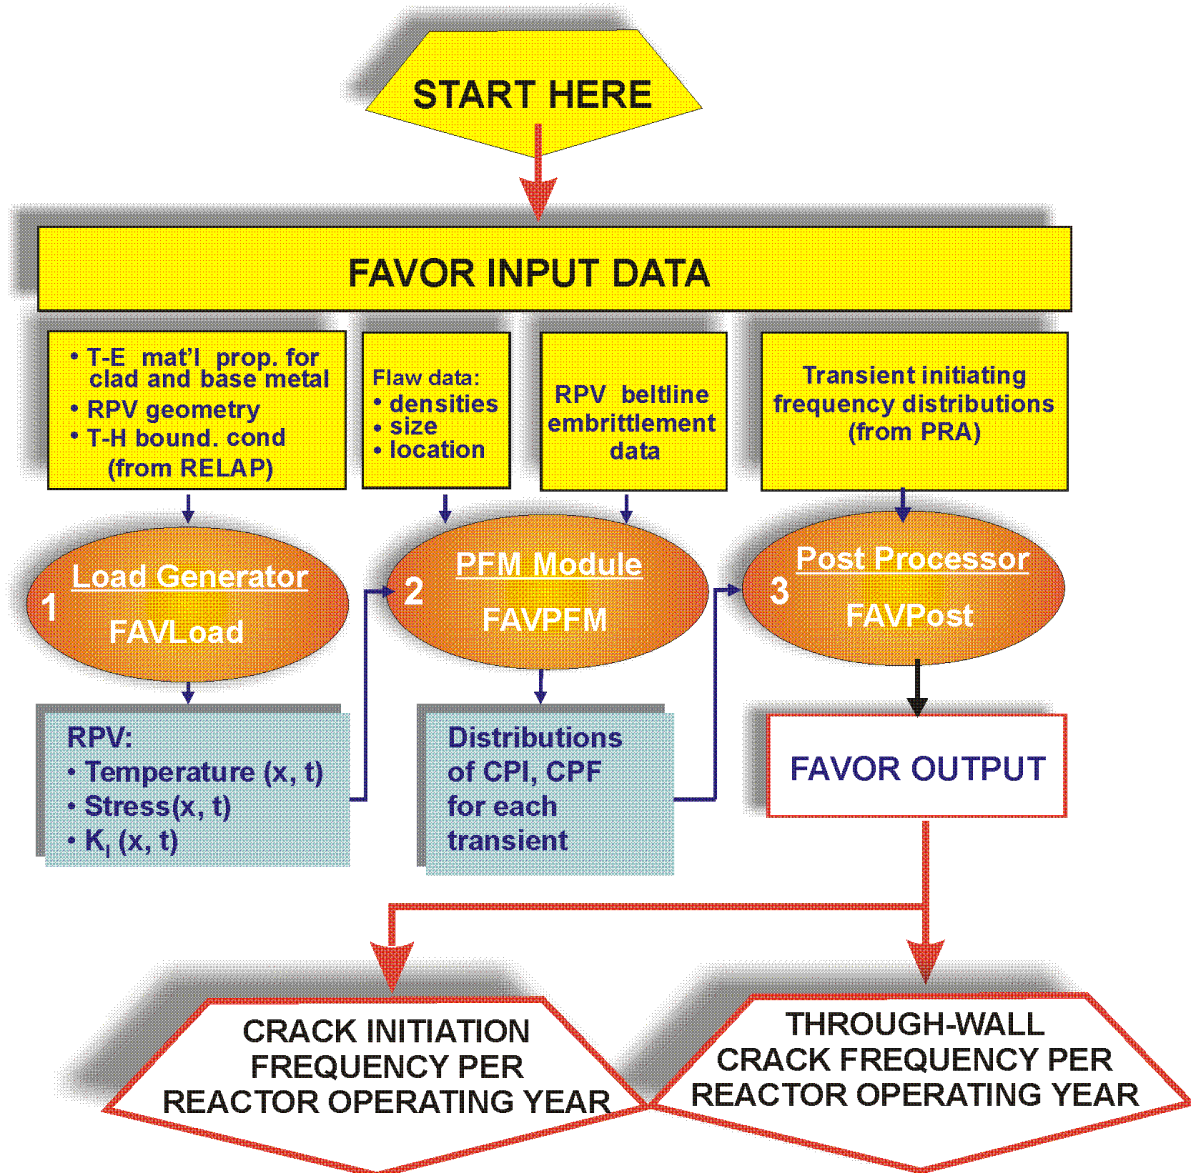 START HERE
FAVOR INPUT DATA
• T-E mat'l prop. for
clad and base metal
• RPV geometry
• T-H bound. cond
(from RELAP)
Flaw data:
• densities
• size
• location
RPV beltline
embrittlement
data
Transient initiating
frequency distributions
(from PRA)
1
Load Generator
FAVLoad
2
PFM Module
FAVPFM
3
Post Processor
FAVPost
RPV:
• Temperature (x, t)
• Stress(x, t)
• KI (x, t)
Distributions
of CPI, CPF
for each
transient
FAVOR OUTPUT
CRACK INITIATION
FREQUENCY PER
REACTOR OPERATING YEAR
THROUGH-WALL
CRACK FREQUENCY PER
REACTOR OPERATING YEAR